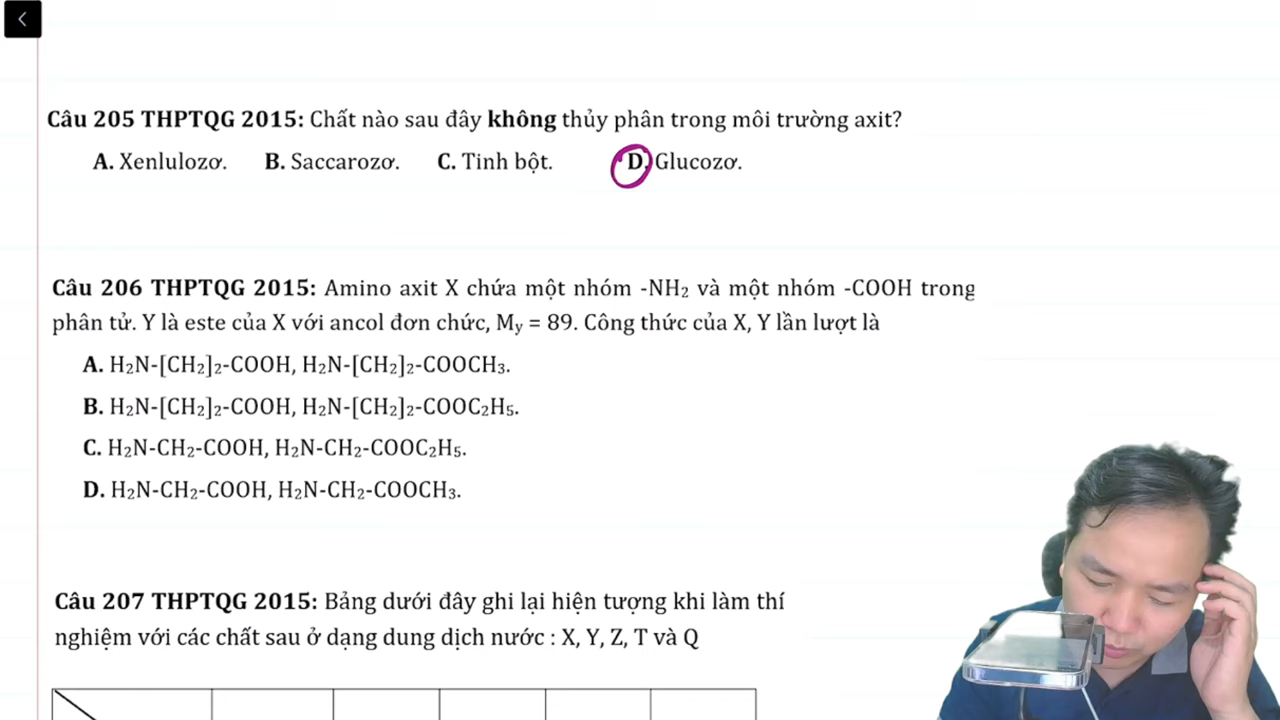 Câu 205 THPTQG 2015: Chất nào sau đây không thủy phân trong môi trường axit?
A. Xenlulozơ. B. Saccarozơ. C. Tinh bột. D. Glucozơ.
Câu 206 THPTQG 2015: Amino axit X chứa một nhóm -NH₂ và một nhóm -COOH trong
phân tử. Y là este của X với ancol đơn chức, Mᵧ = 89. Công thức của X, Y lần lượt là
A. H₂N-[CH₂]₂-COOH, H₂N-[CH₂]₂-COOCH₃.
B. H₂N-[CH₂]₂-COOH, H₂N-[CH₂]₂-COOC₂H₅.
C. H₂N-CH₂-COOH, H₂N-CH₂-COOC₂H₅.
D. H₂N-CH₂-COOH, H₂N-CH₂-COOCH₃.
Câu 207 THPTQG 2015: Bảng dưới đây ghi lại hiện tượng khi làm thí
nghiệm với các chất sau ở dạng dung dịch nước : X, Y, Z, T và Q